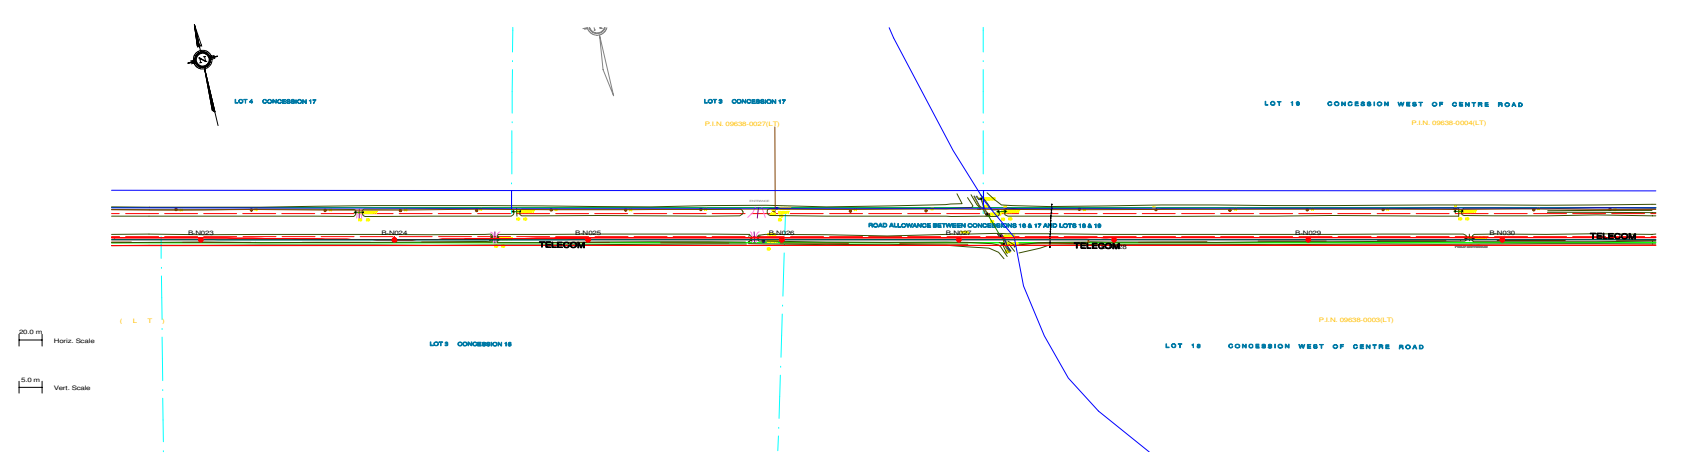 N
LOT 4 CONCESSION 17
LOT 3 CONCESSION 17
LOT 19 CONCESSION WEST OF CENTRE ROAD
P.I.N. 09638-0027(LT)
P.I.N. 09638-0004(LT)
ROAD ALLOWANCE BETWEEN CONCESSIONS 16 & 17 AND LOTS 18 & 19
B-N023
B-N024
B-N025
B-N026
B-N027
B-N029
B-N030
TELECOM
TELECOM
TELECOM
(LT)
P.I.N. 09638-0003(LT)
20.0 m
Horiz. Scale
LOT 3 CONCESSION 16
LOT 18 CONCESSION WEST OF CENTRE ROAD
5.0 m
Vert. Scale